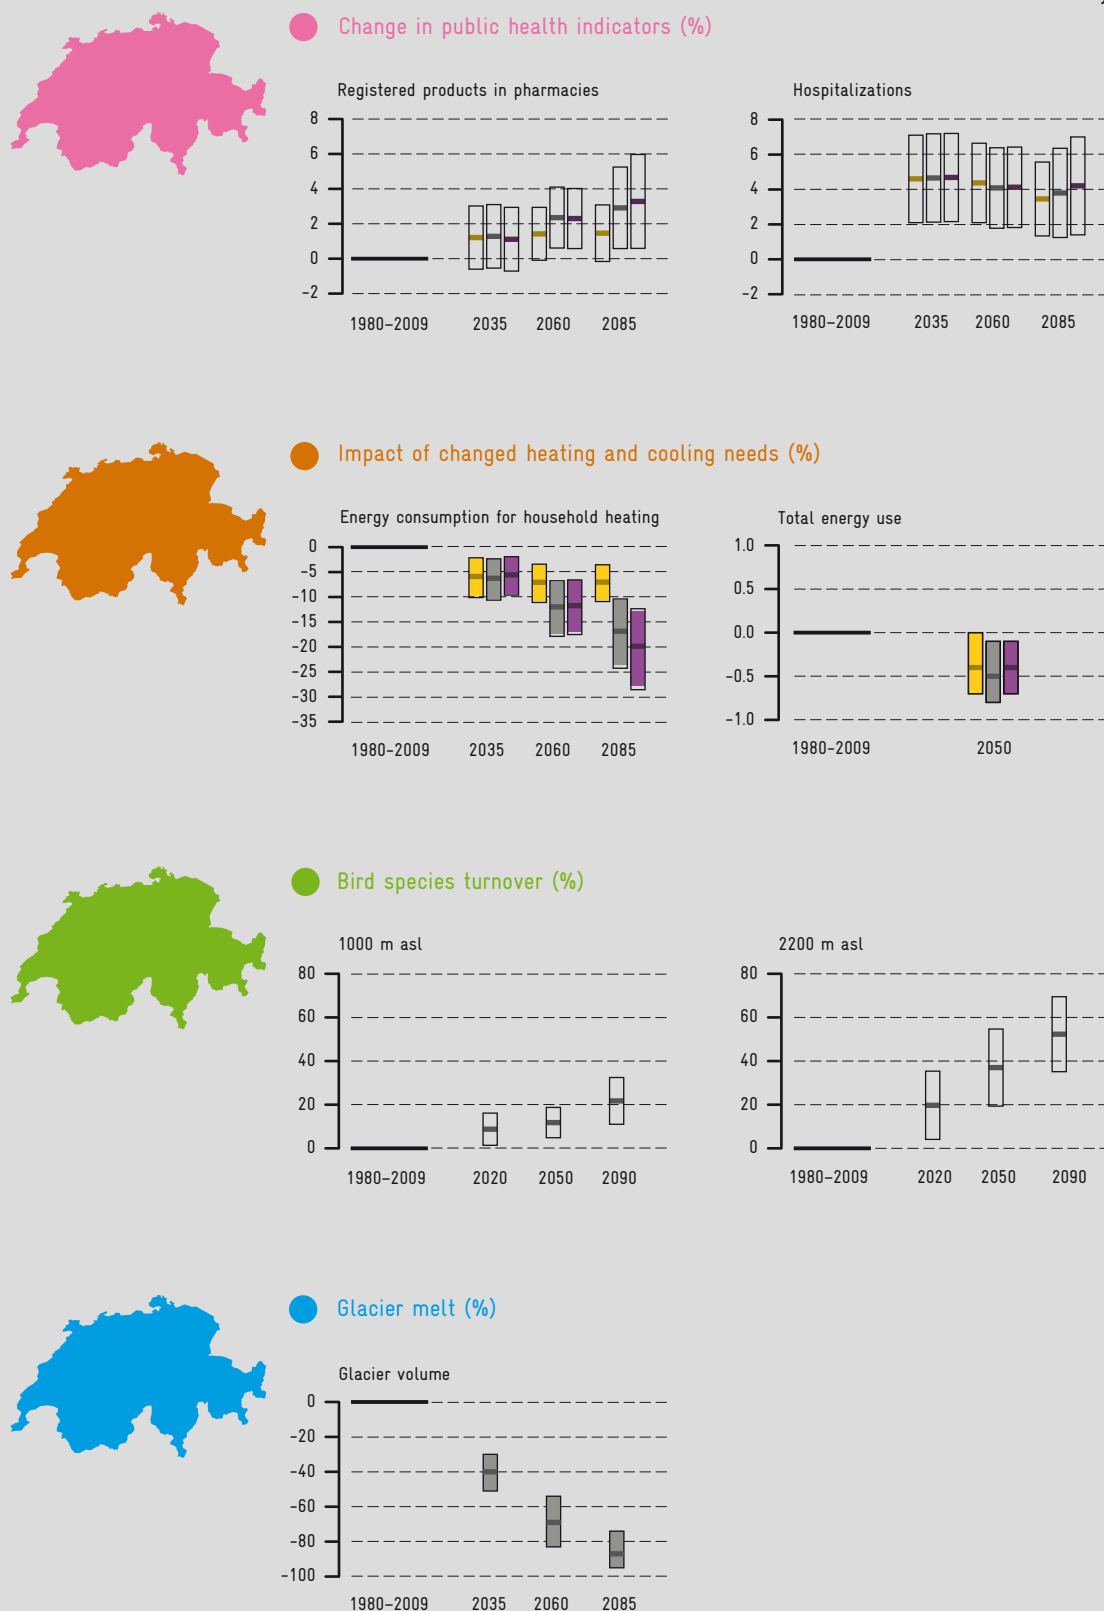 Change in public health indicators (%)
Registered products in pharmacies
8
6
4
2
0
-2
1980–2009 2035 2060 2085
Hospitalizations
8
6
4
2
0
-2
1980–2009 2035 2060 2085
Impact of changed heating and cooling needs (%)
Energy consumption for household heating
0
-5
-10
-15
-20
-25
-30
-35
1980–2009 2035 2060 2085
Total energy use
1.0
0.5
0.0
-0.5
-1.0
1980–2009 2050
Bird species turnover (%)
1000 m asl
80
60
40
20
0
1980–2009 2020 2050 2090
2200 m asl
80
60
40
20
0
1980–2009 2020 2050 2090
Glacier melt (%)
Glacier volume
0
-20
-40
-60
-80
-100
1980–2009 2035 2060 2085